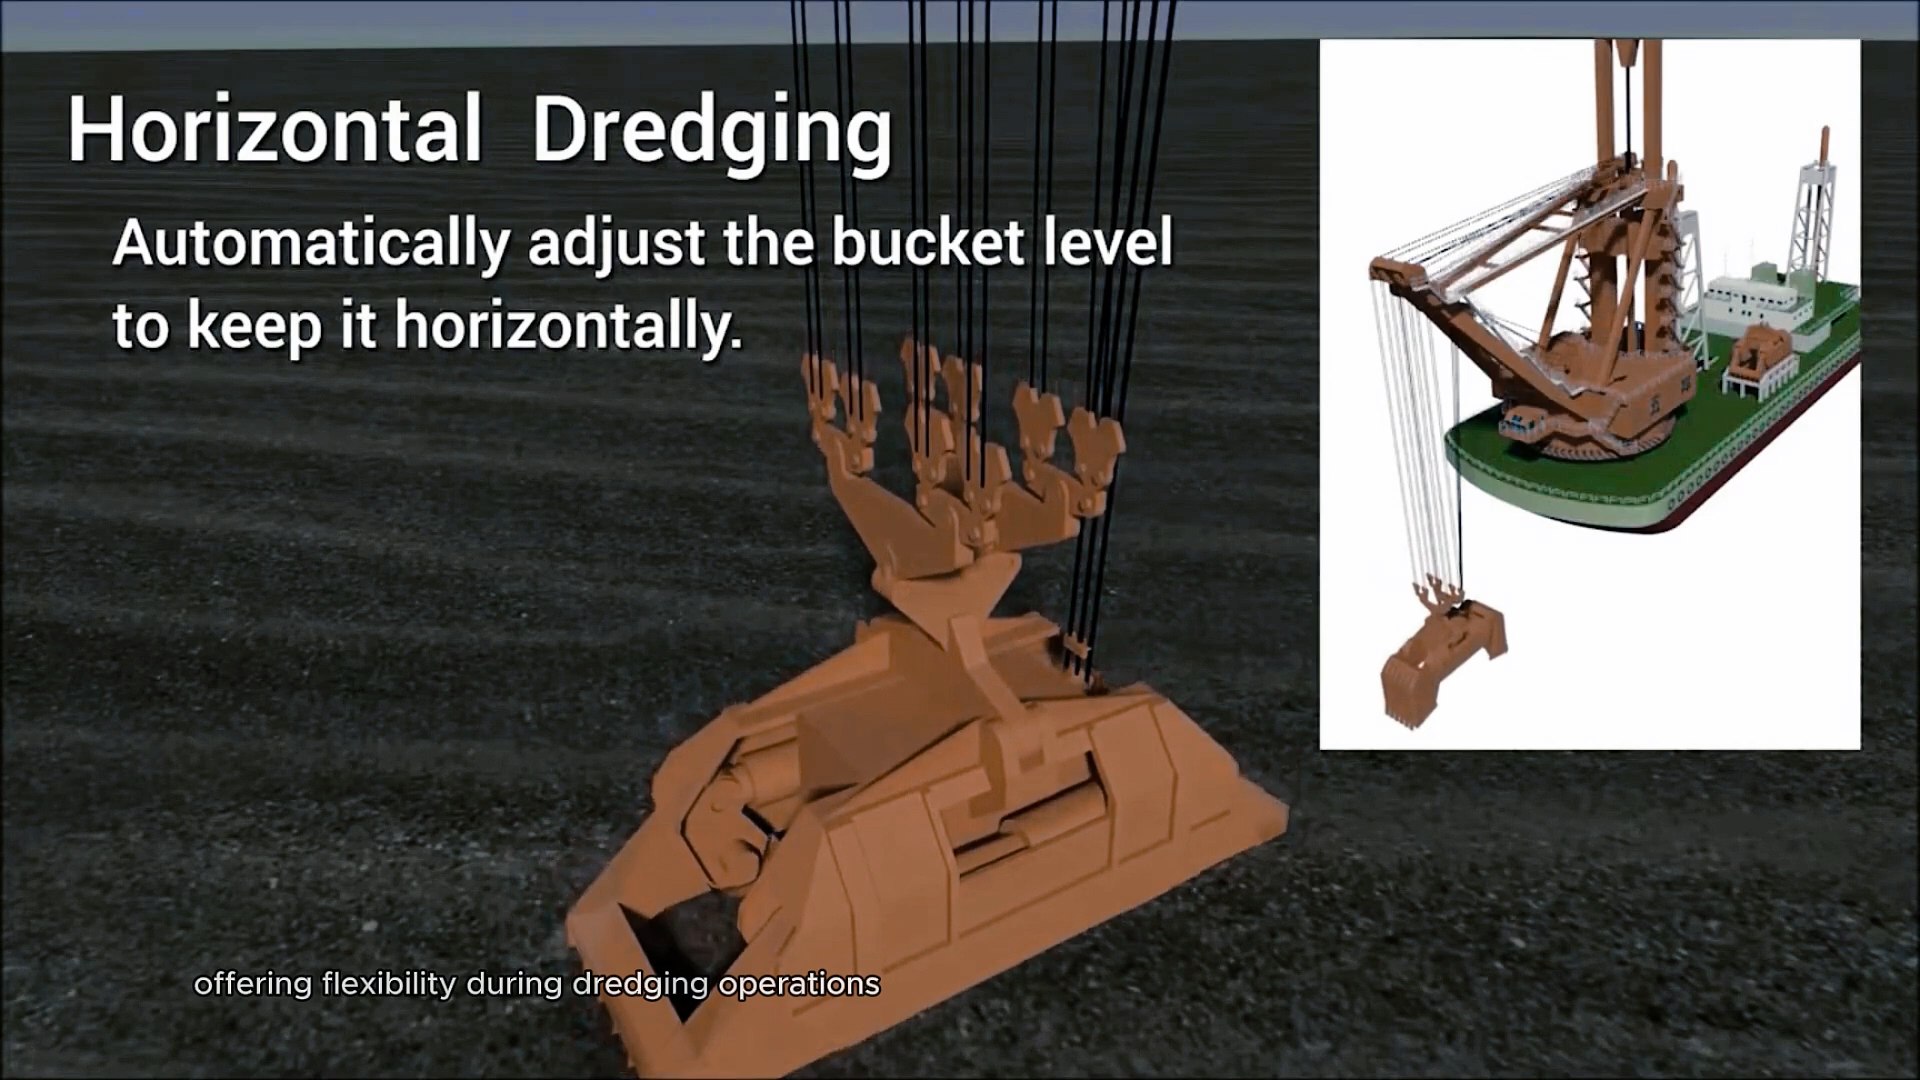 Horizontal Dredging
Automatically adjust the bucket level
to keep it horizontally.
offering flexibility during dredging operations